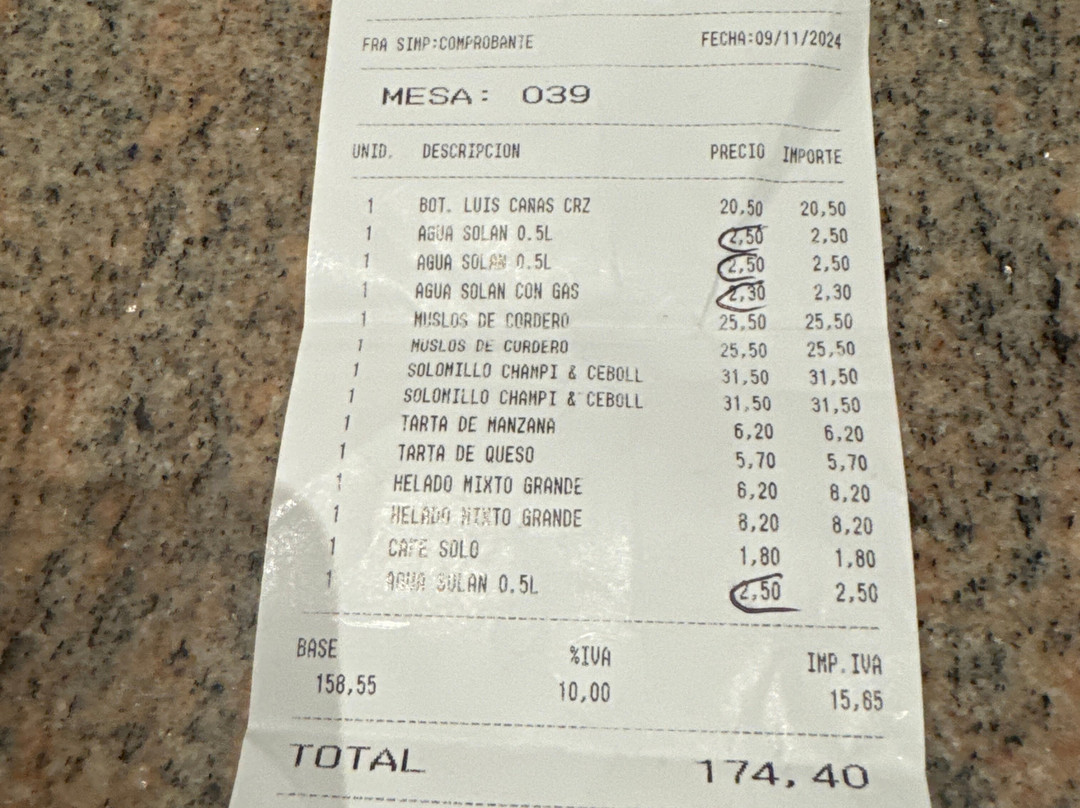 FRA SIMP:COMPROBANTE FECHA:09/11/2024
MESA: 039
UNID. DESCRIPCION PRECIO IMPORTE
1 BOT. LUIS CAÑAS CRZ 20,50 20,50
1 AGUA SOLAN 0.5L 2,50 2,50
1 AGUA SOLAN 0.5L 2,50 2,50
1 AGUA SOLAN CON GAS 2,30 2,30
1 MUSLOS DE CORDERO 25,50 25,50
1 MUSLOS DE CORDERO 25,50 25,50
1 SOLOMILLO CHAMPI & CEBOLL 31,50 31,50
1 SOLOMILLO CHAMPI & CEBOLL 31,50 31,50
1 TARTA DE MANZANA 6,20 6,20
1 TARTA DE QUESO 5,70 5,70
1 HELADO MIXTO GRANDE 8,20 8,20
1 HELADO MIXTO GRANDE 8,20 8,20
1 CAFE SOLO 1,80 1,80
1 AGUA SOLAN 0.5L 2,50 2,50
BASE %IVA IMP.IVA
158,55 10,00 15,85
TOTAL 174,40